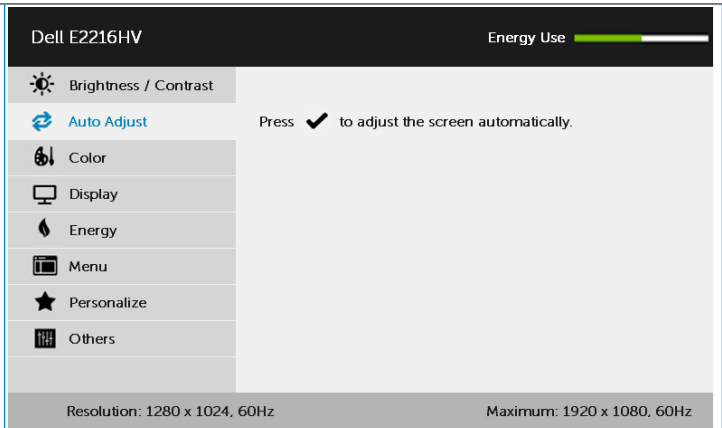 Dell E2216HV
Energy Use
Brightness / Contrast
Auto Adjust
Press ✔ to adjust the screen automatically.
Color
Display
Energy
Menu
Personalize
Others
Resolution: 1280 x 1024, 60Hz
Maximum: 1920 x 1080, 60Hz